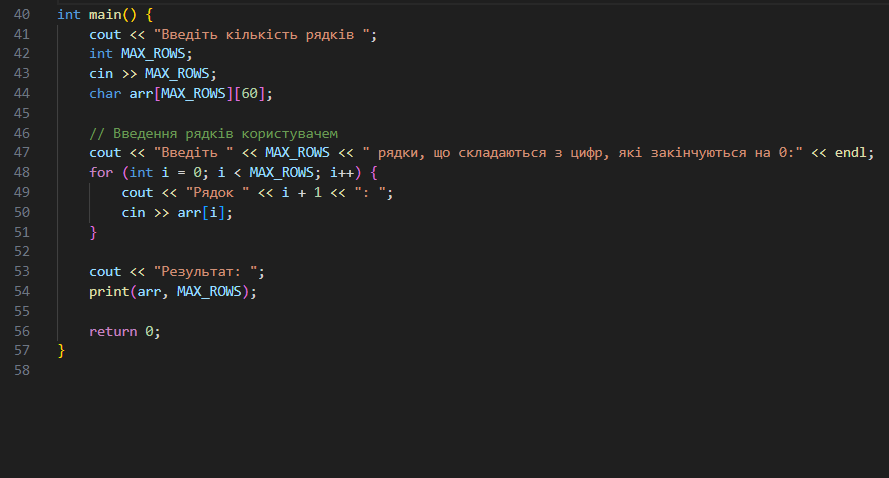 40 int main() {
41 cout << "Введіть кількість рядків ";
42 int MAX_ROWS;
43 cin >> MAX_ROWS;
44 char arr[MAX_ROWS][60];
45
46 // Введення рядків користувачем
47 cout << "Введіть " << MAX_ROWS << " рядки, що складаються з цифр, які закінчуються на 0:" << endl;
48 for (int i = 0; i < MAX_ROWS; i++) {
49 cout << "Рядок " << i + 1 << ": ";
50 cin >> arr[i];
51 }
52
53 cout << "Результат: ";
54 print(arr, MAX_ROWS);
55
56 return 0;
57 }
58